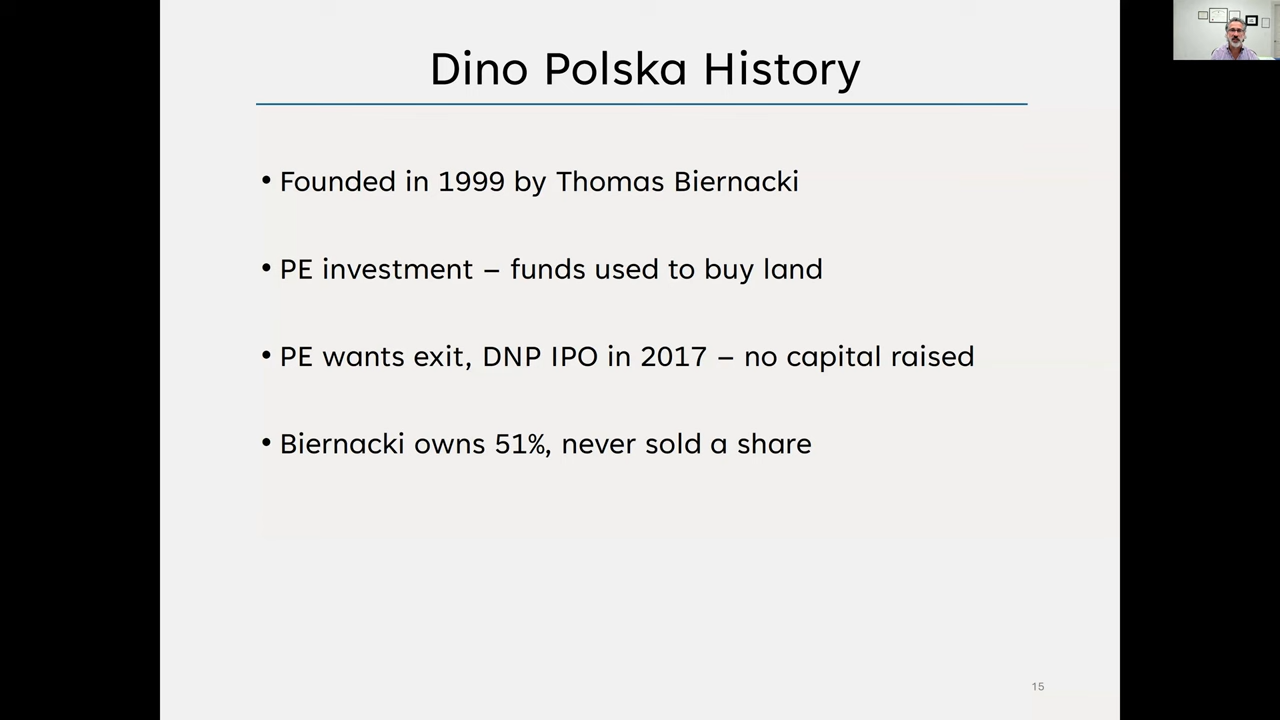 Dino Polska History
• Founded in 1999 by Thomas Biernacki
• PE investment – funds used to buy land
• PE wants exit, DNP IPO in 2017 – no capital raised
• Biernacki owns 51%, never sold a share
15